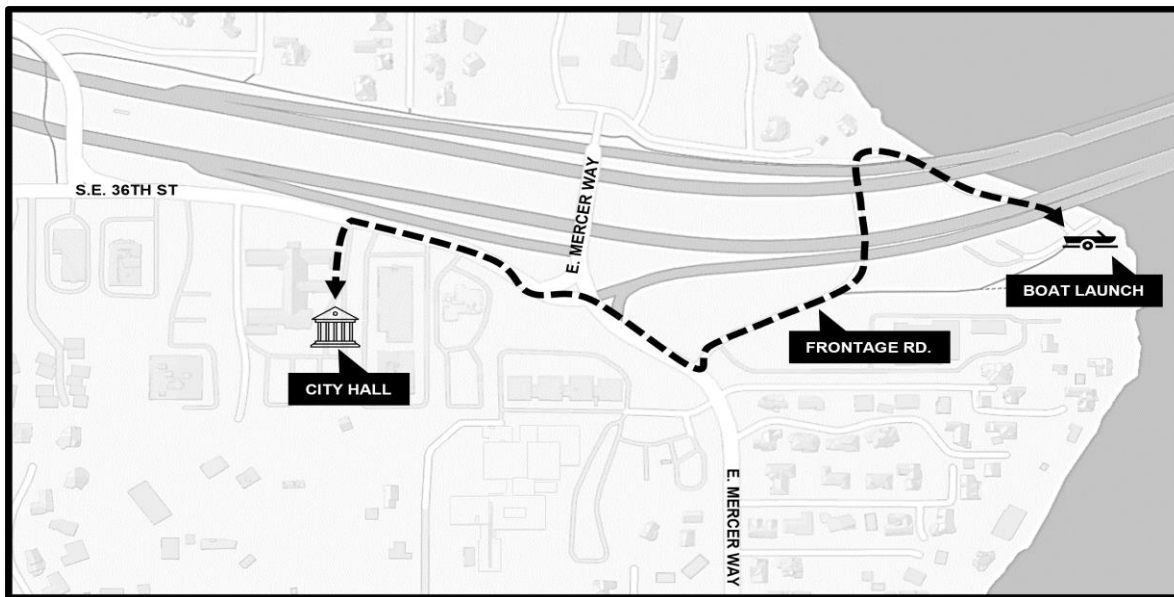 S.E. 36TH ST
E. MERCER WAY
BOAT LAUNCH
FRONTAGE RD.
CITY HALL
E. MERCER WAY